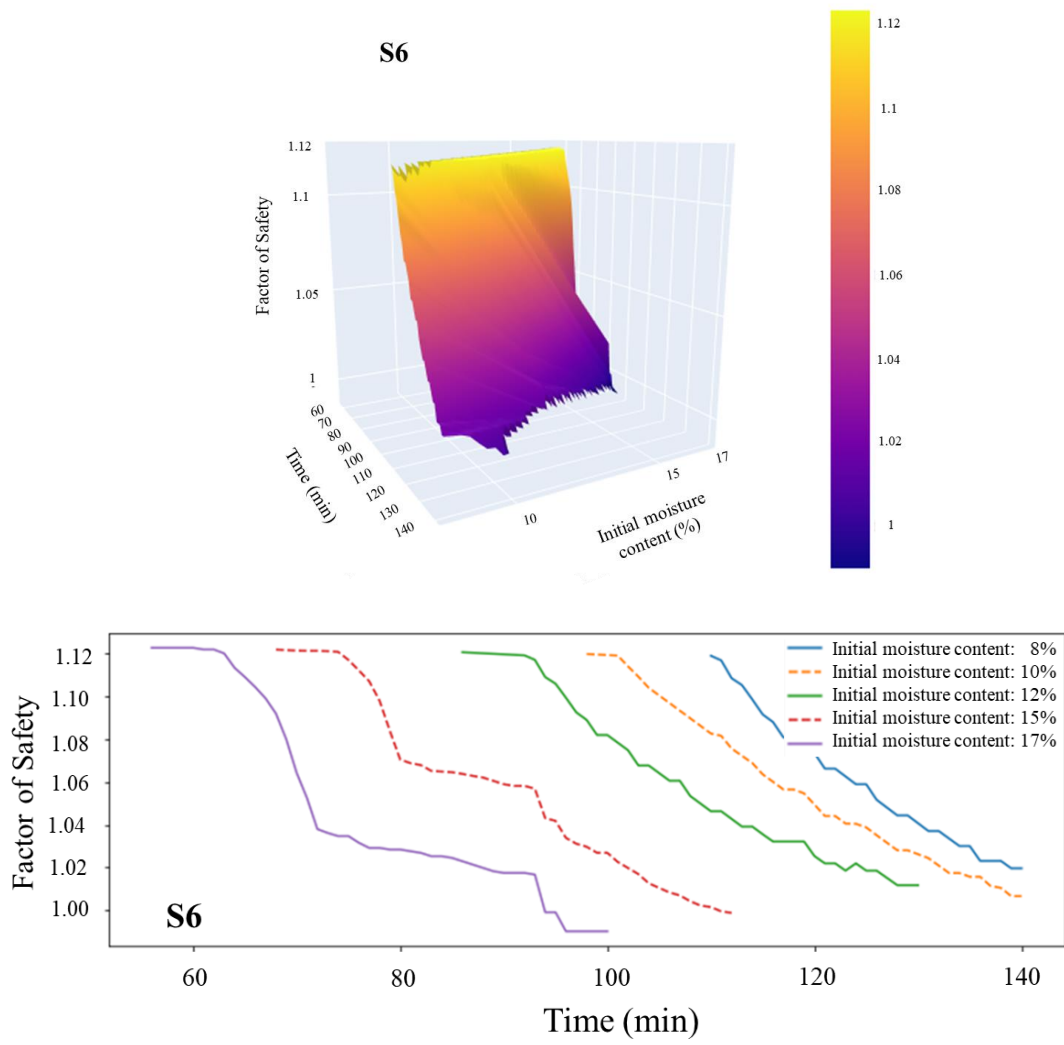 S6
1.12
1.1
1.08
1.06
1.04
1.02
1
Factor of Safety
1.12
1.1
1.05
1
60
70
80
90
100
110
120
130
140
Time (min)
10
15
17
Initial moisture
content (%)
Factor of Safety
1.12
1.10
1.08
1.06
1.04
1.02
1.00
Initial moisture content: 8%
Initial moisture content: 10%
Initial moisture content: 12%
Initial moisture content: 15%
Initial moisture content: 17%
S6
60 80 100 120 140
Time (min)